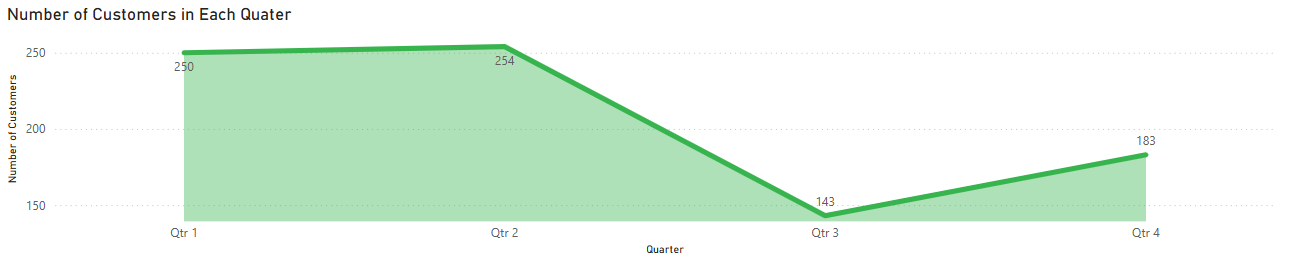 Number of Customers in Each Quater
Number of Customers
250
200
150
250
254
143
183
Qtr 1
Qtr 2
Qtr 3
Qtr 4
Quarter